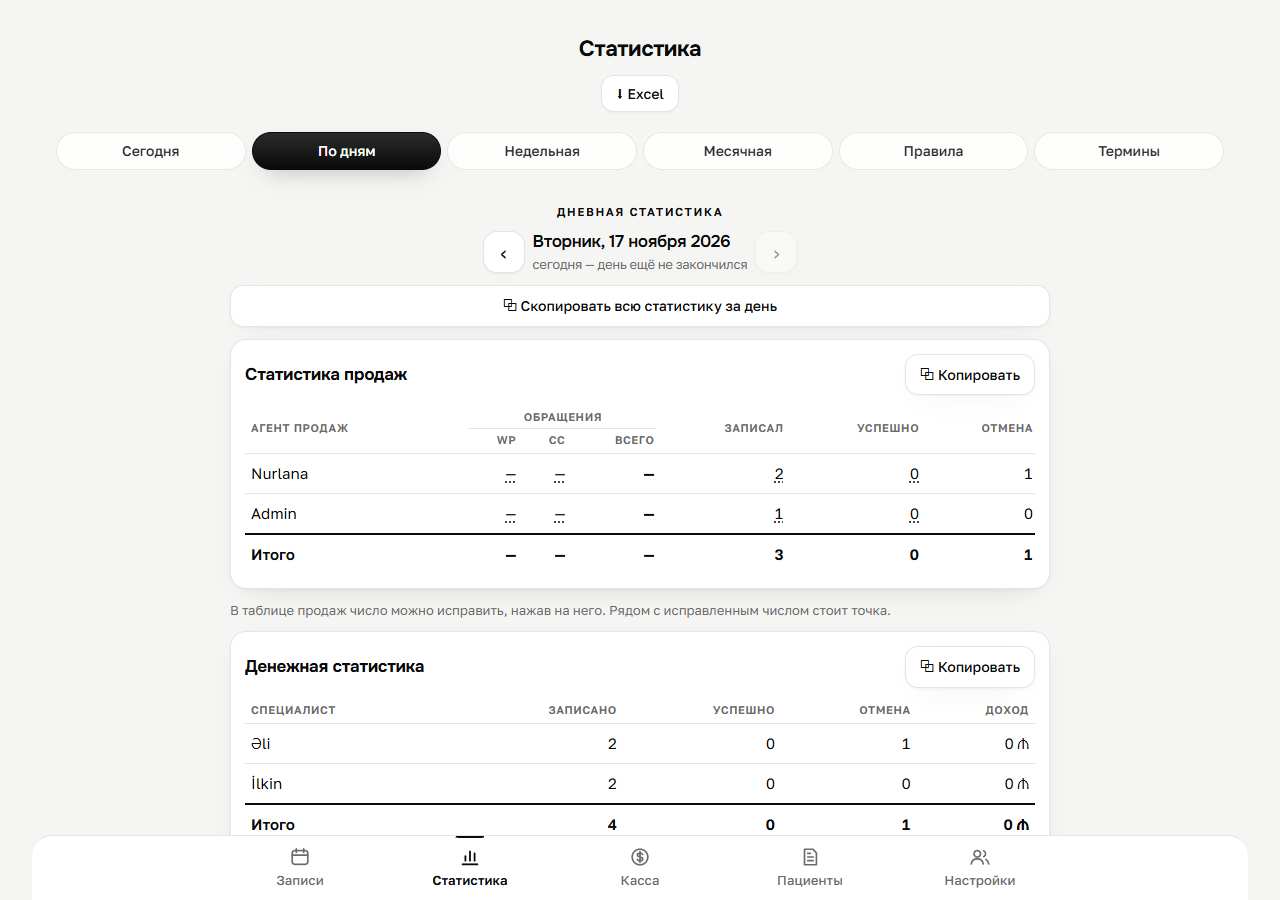 Статистика
⭳ Excel
Сегодня
По дням
Недельная
Месячная
Правила
Термины
ДНЕВНАЯ СТАТИСТИКА
‹
Вторник, 17 ноября 2026
сегодня — день ещё не закончился
›
Скопировать всю статистику за день
Статистика продаж
Копировать
АГЕНТ ПРОДАЖ ОБРАЩЕНИЯ ЗАПИСАЛ УСПЕШНО ОТМЕНА
WP CC ВСЕГО
Nurlana — — — 2 0 1
Admin — — — 1 0 0
Итого — — — 3 0 1
В таблице продаж число можно исправить, нажав на него. Рядом с исправленным числом стоит точка.
Денежная статистика
Копировать
СПЕЦИАЛИСТ ЗАПИСАНО УСПЕШНО ОТМЕНА ДОХОД
Əli 2 0 1 0 ₼
İlkin 2 0 0 0 ₼
Итого 4 0 1 0 ₼
Записи
Статистика
Касса
Пациенты
Настройки